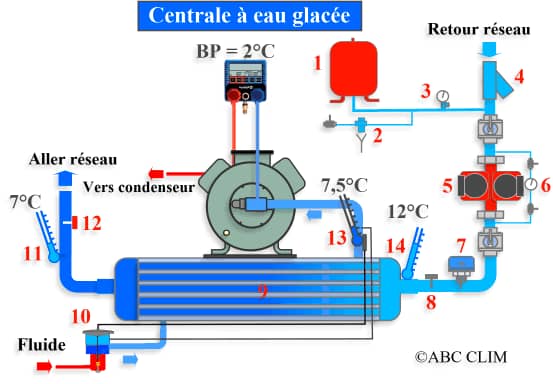 Centrale à eau glacée
Retour réseau
BP = 2°C
1
2
3
4
5
6
Aller réseau
Vers condenseur
7°C
7,5°C
12°C
12
11
13
14
7
8
9
10
Fluide
©ABC CLIM